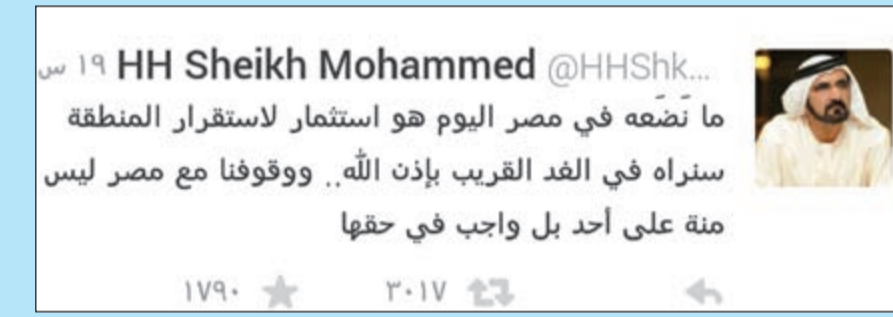 HH Sheikh Mohammed @HHShk... ١٩ س
ما نَضَعه في مصر اليوم هو استثمار لاستقرار المنطقة
سنراه في الغد القريب بإذن الله.. ووقوفنا مع مصر ليس
منة على أحد بل واجب في حقها
٣٠١٧ ١٧٩٠